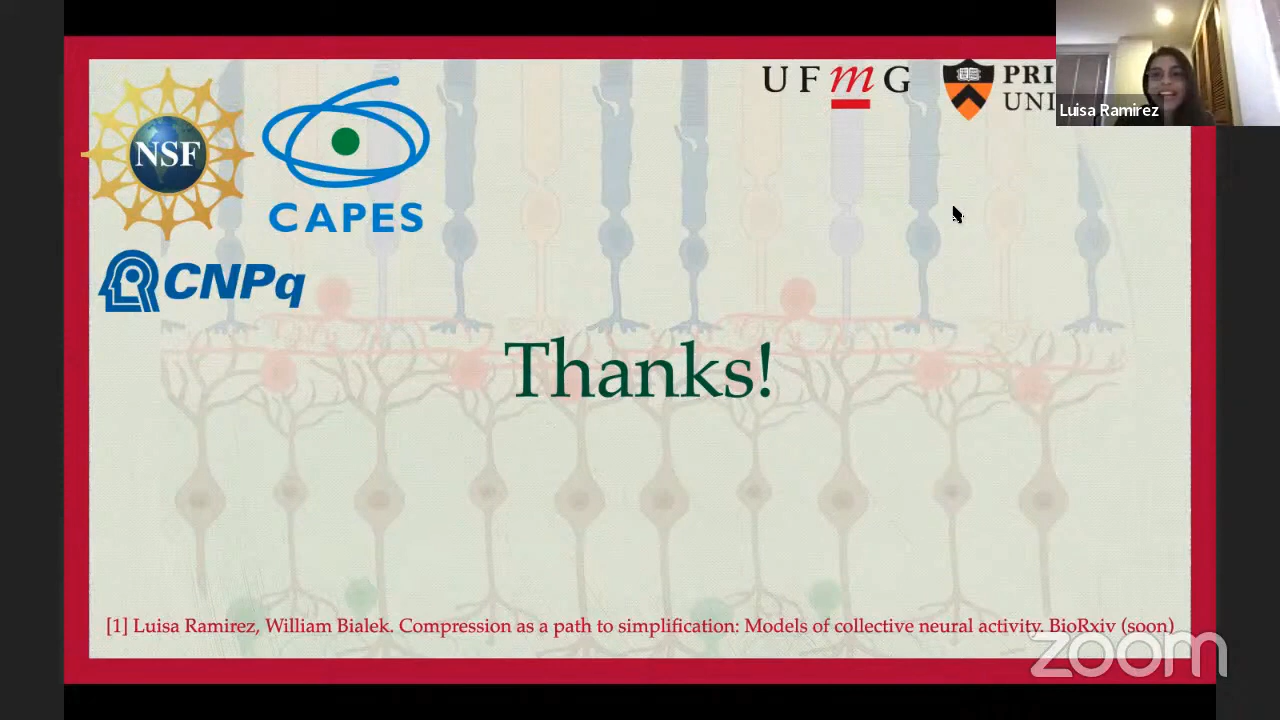 NSF
CAPES
CNPq
UFmG
PRI
UNI
Luisa Ramirez
Thanks!
[1] Luisa Ramirez, William Bialek. Compression as a path to simplification: Models of collective neural activity. BioRxiv (soon)
zoom